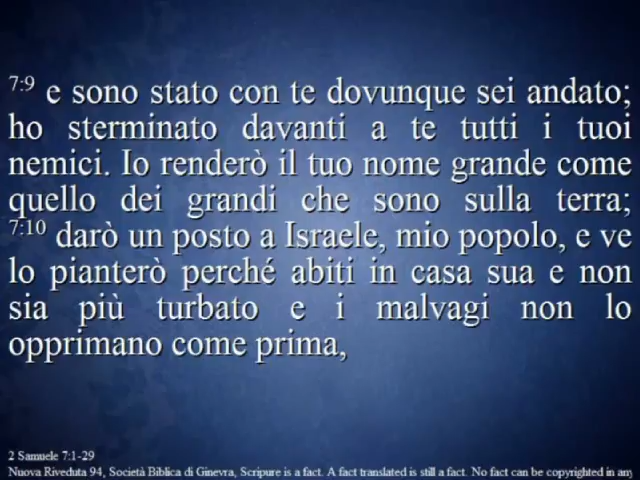 7:9 e sono stato con te dovunque sei andato;
ho sterminato davanti a te tutti i tuoi
nemici. Io renderò il tuo nome grande come
quello dei grandi che sono sulla terra;
7:10 darò un posto a Israele, mio popolo, e ve
lo pianterò perché abiti in casa sua e non
sia più turbato e i malvagi non lo
opprimano come prima,
2 Samuele 7:1-29
Nuova Riveduta 94, Società Biblica di Ginevra, Scripure is a fact. A fact translated is still a fact. No fact can be copyrighted in any